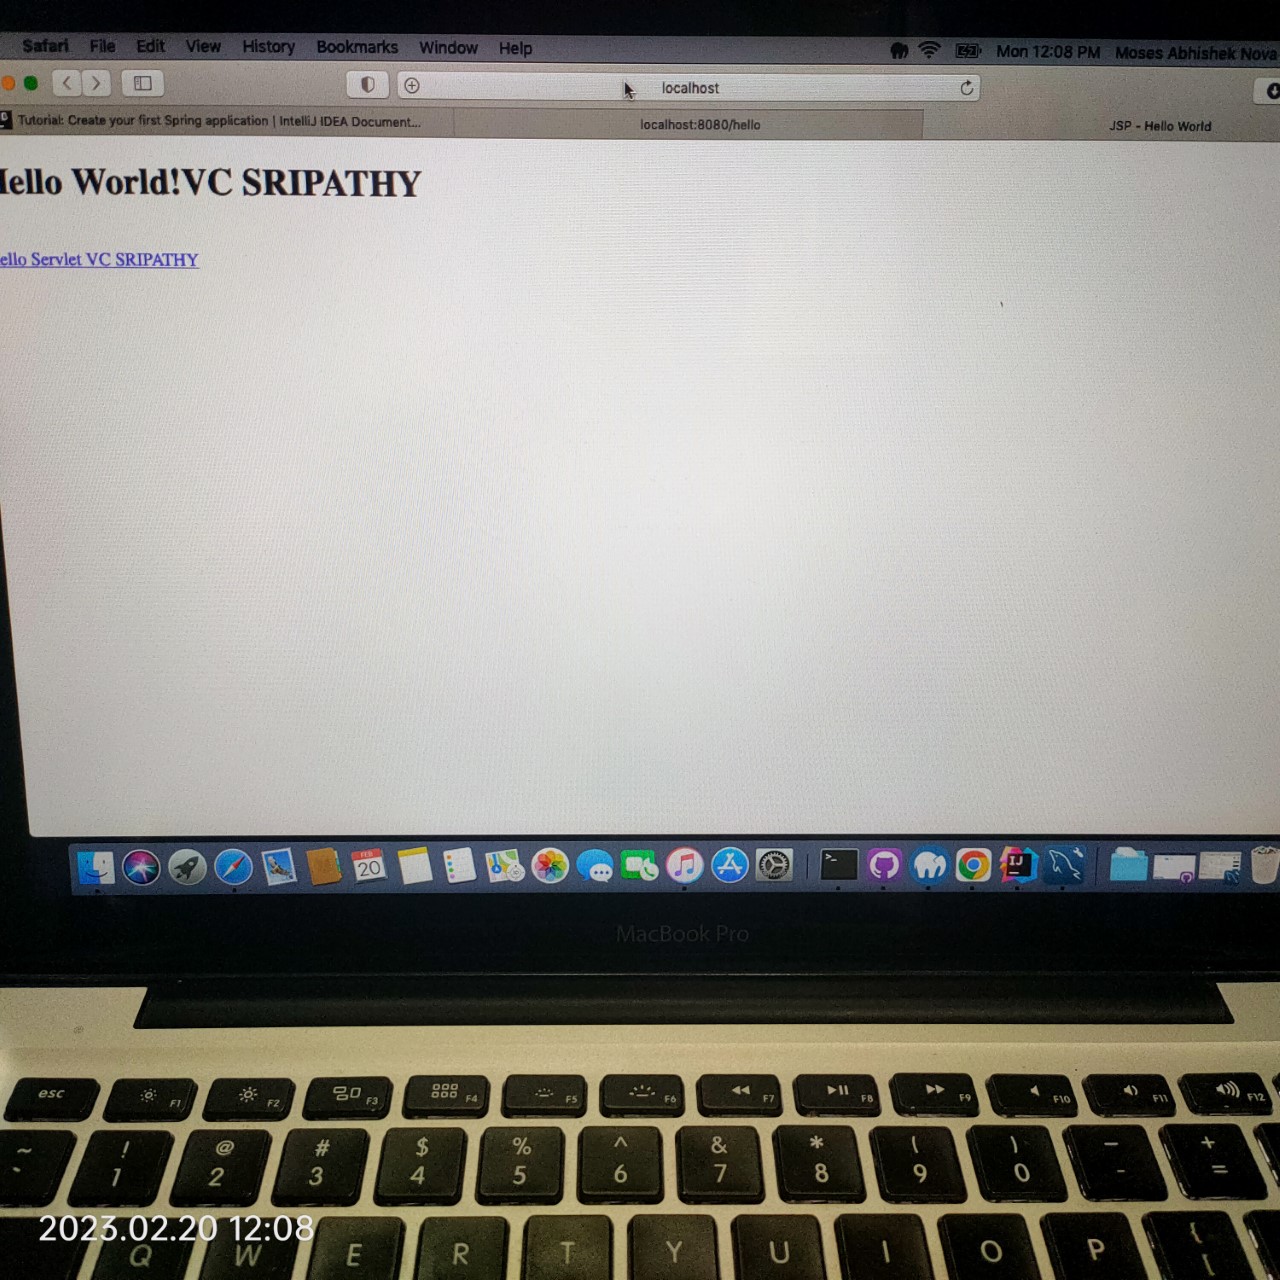 Safari File Edit View History Bookmarks Window Help Mon 12:08 PM Moses Abhishek Nova
localhost
Tutorial: Create your first Spring application | IntelliJ IDEA Document... localhost:8080/hello JSP - Hello World
ello World!VC SRIPATHY
ello Servlet VC SRIPATHY
FEB
20
IJ
MacBook Pro
esc F1 F2 F3 F4 F5 F6 F7 F8 F9 F10 F11 F12
~ ! @ # $ % ^ & * ( ) — +
` 1 2 3 4 5 6 7 8 9 0 - =
2023.02.20 12:08
Q W E R T Y U I O P {
[